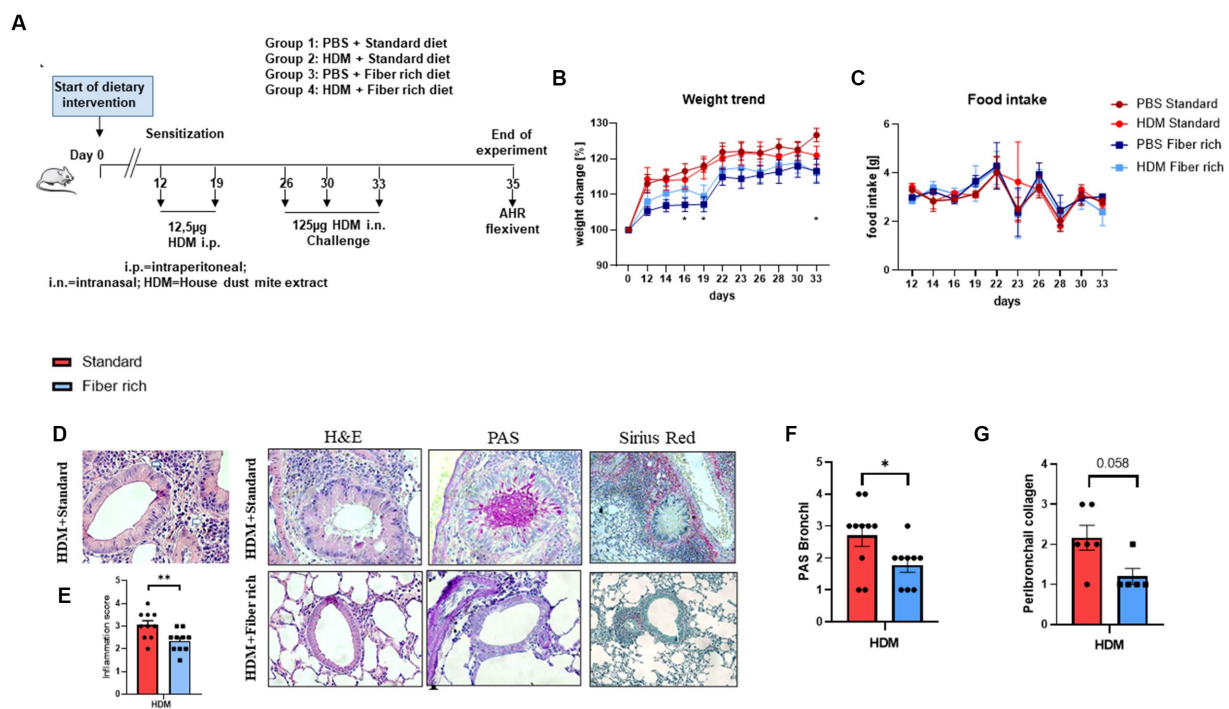 A
Group 1: PBS + Standard diet
Group 2: HDM + Standard diet
Group 3: PBS + Fiber rich diet
Group 4: HDM + Fiber rich diet
Start of dietary
intervention
Sensitization
Day 0
End of
experiment
12
19
26
30
33
35
12,5µg
HDM i.p.
125µg HDM i.n.
Challenge
AHR
flexivent
i.p.=intraperitoneal;
i.n.=intranasal; HDM=House dust mite extract
B
Weight trend
weight change [%]
130
120
110
100
90
* * *
0 12 14 16 19 22 23 26 28 30 33
days
C
Food intake
food intake [g]
6
4
2
0
12 14 16 19 22 23 26 28 30 33
days
PBS Standard
HDM Standard
PBS Fiber rich
HDM Fiber rich
Standard
Fiber rich
D
HDM+Standard
H&E
PAS
Sirius Red
HDM+Standard
HDM+Fiber rich
E
Inflammation score
5
4
3
2
1
0
**
HDM
F
PAS Bronchi
5
4
3
2
1
0
*
HDM
G
Peribronchail collagen
4
3
2
1
0
0.058
HDM